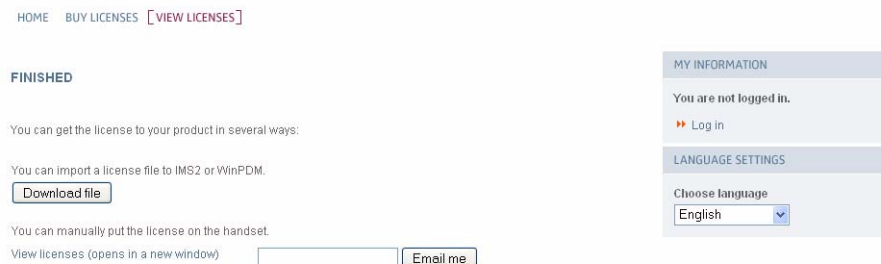 HOME BUY LICENSES [VIEW LICENSES]
FINISHED
You can get the license to your product in several ways:
You can import a license file to IMS2 or WinPDM.
Download file
You can manually put the license on the handset.
View licenses (opens in a new window)
Email me
MY INFORMATION
You are not logged in.
Log in
LANGUAGE SETTINGS
Choose language
English